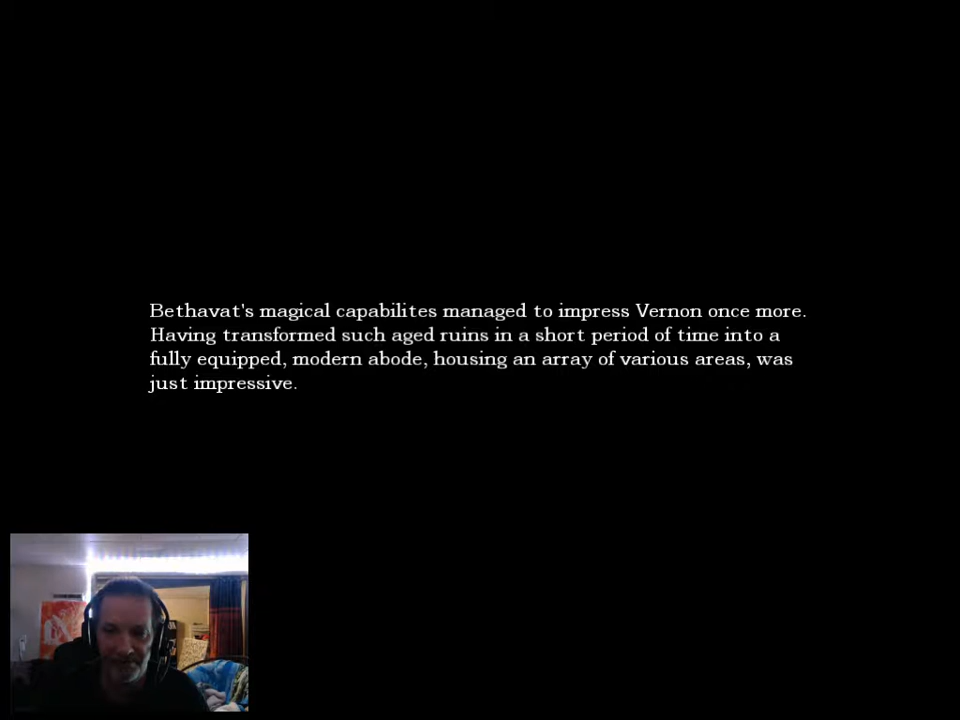 Bethavat's magical capabilites managed to impress Vernon once more.
Having transformed such aged ruins in a short period of time into a
fully equipped, modern abode, housing an array of various areas, was
just impressive.